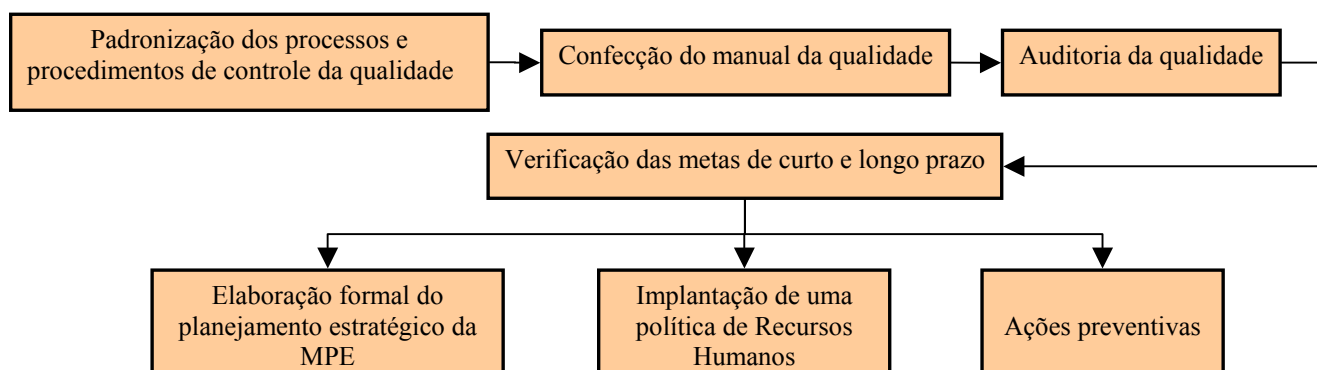 Padronização dos processos e
procedimentos de controle da qualidade
Confecção do manual da qualidade
Auditoria da qualidade
Verificação das metas de curto e longo prazo
Elaboração formal do
planejamento estratégico da
MPE
Implantação de uma
política de Recursos
Humanos
Ações preventivas